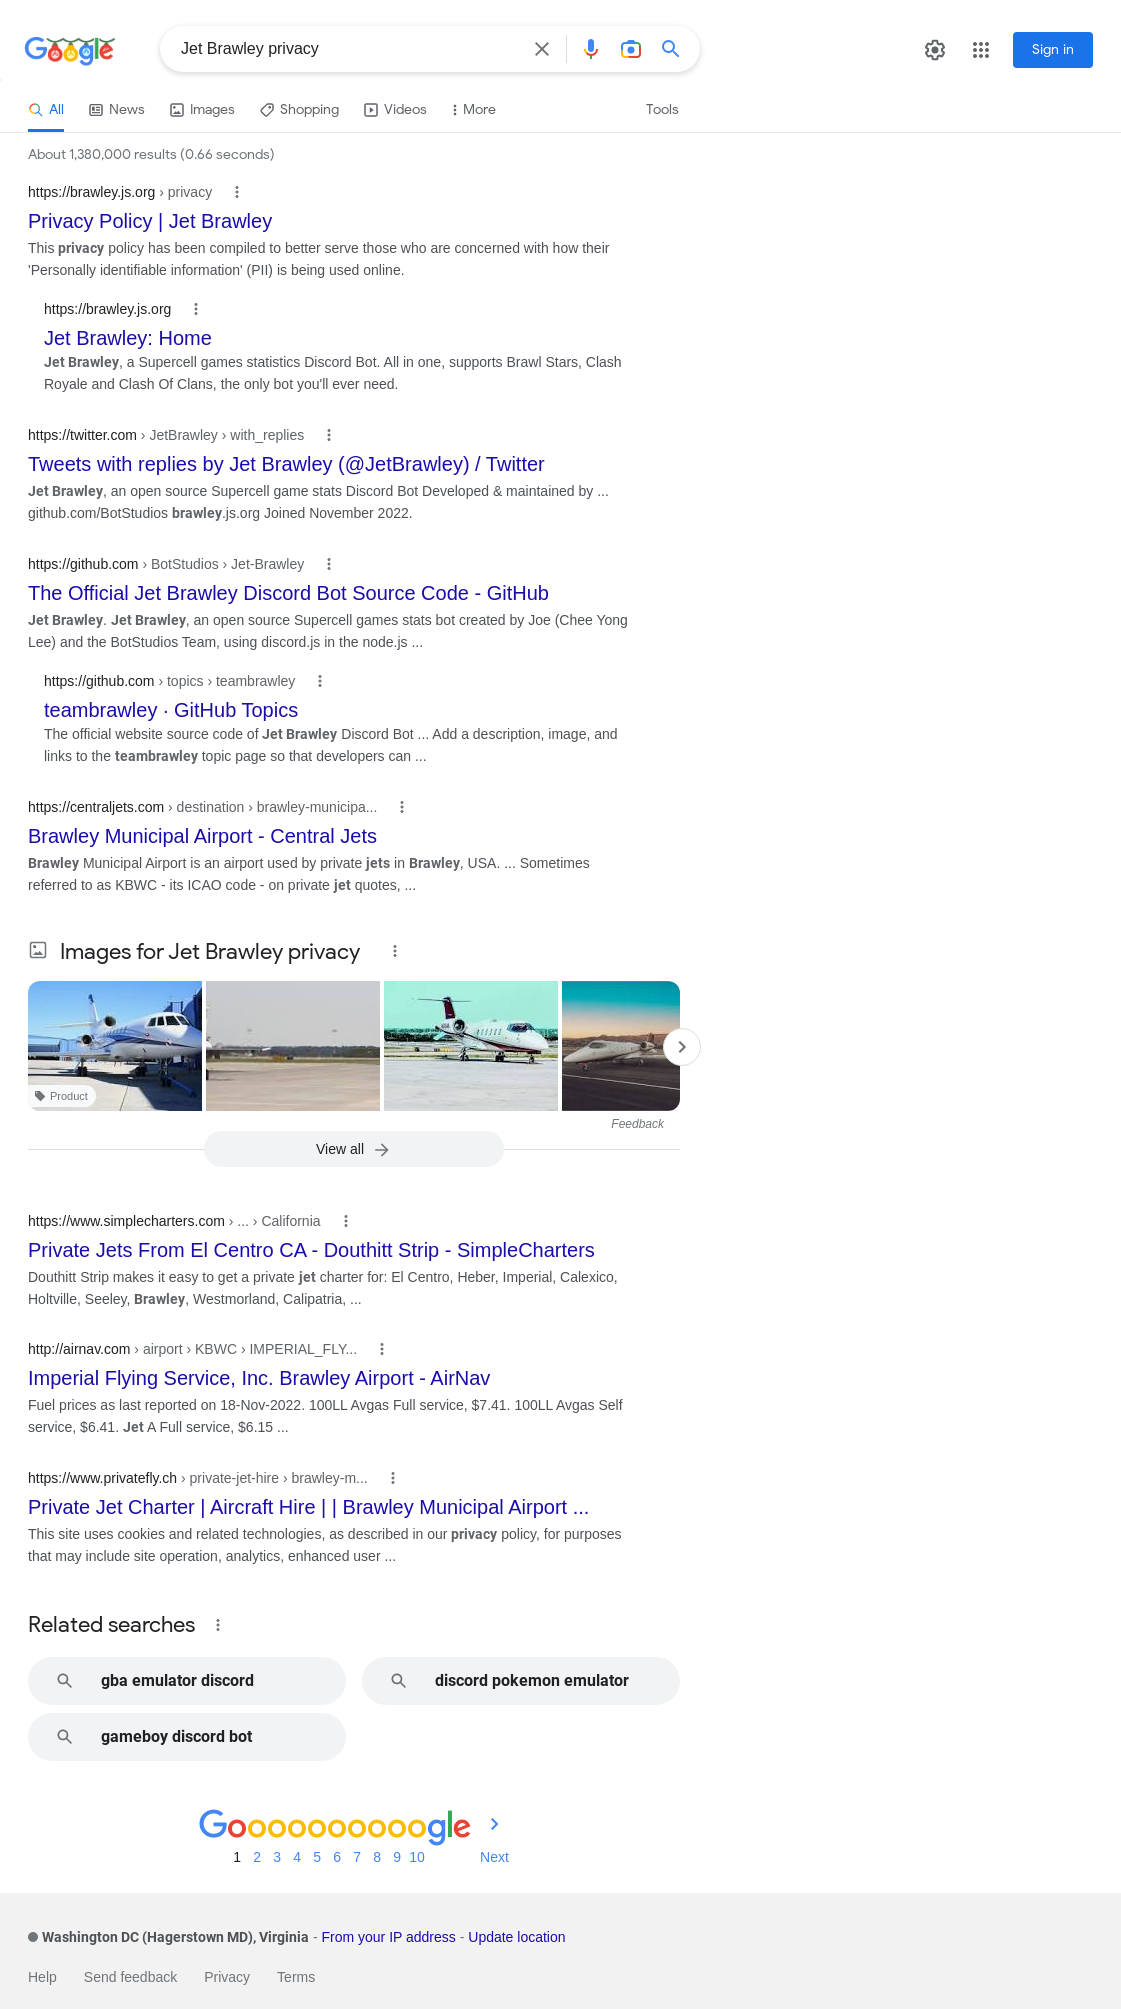 Google
Jet Brawley privacy
Sign in
All
News
Images
Shopping
Videos
More
Tools
About 1,380,000 results (0.66 seconds)
https://brawley.js.org › privacy
Privacy Policy | Jet Brawley
This privacy policy has been compiled to better serve those who are concerned with how their
'Personally identifiable information' (PII) is being used online.
https://brawley.js.org
Jet Brawley: Home
Jet Brawley, a Supercell games statistics Discord Bot. All in one, supports Brawl Stars, Clash
Royale and Clash Of Clans, the only bot you'll ever need.
https://twitter.com › JetBrawley › with_replies
Tweets with replies by Jet Brawley (@JetBrawley) / Twitter
Jet Brawley, an open source Supercell game stats Discord Bot Developed & maintained by ...
github.com/BotStudios brawley.js.org Joined November 2022.
https://github.com › BotStudios › Jet-Brawley
The Official Jet Brawley Discord Bot Source Code - GitHub
Jet Brawley. Jet Brawley, an open source Supercell games stats bot created by Joe (Chee Yong
Lee) and the BotStudios Team, using discord.js in the node.js ...
https://github.com › topics › teambrawley
teambrawley · GitHub Topics
The official website source code of Jet Brawley Discord Bot ... Add a description, image, and
links to the teambrawley topic page so that developers can ...
https://centraljets.com › destination › brawley-municipa...
Brawley Municipal Airport - Central Jets
Brawley Municipal Airport is an airport used by private jets in Brawley, USA. ... Sometimes
referred to as KBWC - its ICAO code - on private jet quotes, ...
Images for Jet Brawley privacy
Product
Feedback
View all
https://www.simplecharters.com › ... › California
Private Jets From El Centro CA - Douthitt Strip - SimpleCharters
Douthitt Strip makes it easy to get a private jet charter for: El Centro, Heber, Imperial, Calexico,
Holtville, Seeley, Brawley, Westmorland, Calipatria, ...
http://airnav.com › airport › KBWC › IMPERIAL_FLY...
Imperial Flying Service, Inc. Brawley Airport - AirNav
Fuel prices as last reported on 18-Nov-2022. 100LL Avgas Full service, $7.41. 100LL Avgas Self
service, $6.41. Jet A Full service, $6.15 ...
https://www.privatefly.ch › private-jet-hire › brawley-m...
Private Jet Charter | Aircraft Hire | | Brawley Municipal Airport ...
This site uses cookies and related technologies, as described in our privacy policy, for purposes
that may include site operation, analytics, enhanced user ...
Related searches
gba emulator discord
discord pokemon emulator
gameboy discord bot
Goooooooooogle
1 2 3 4 5 6 7 8 9 10 Next
Washington DC (Hagerstown MD), Virginia - From your IP address - Update location
Help Send feedback Privacy Terms